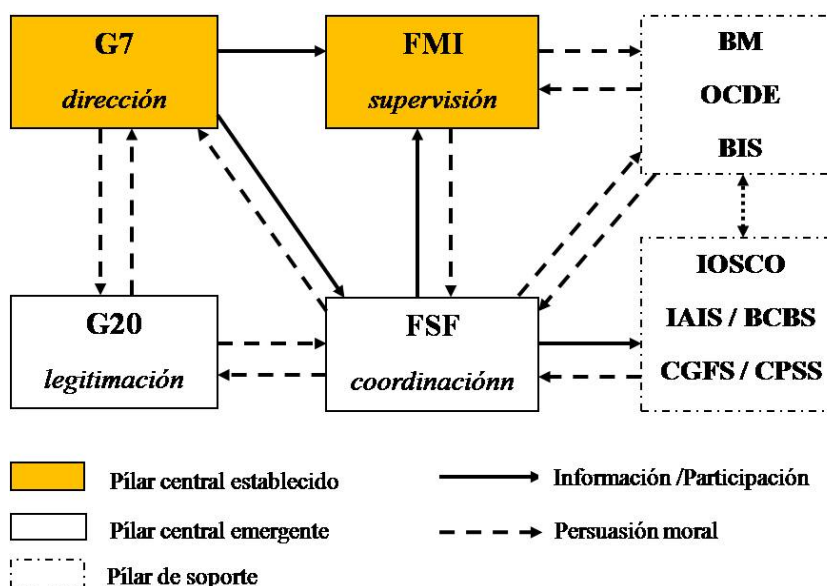 G7
dirección
FMI
supervisión
BM
OCDE
BIS
G20
legitimación
FSF
coordinaciónn
IOSCO
IAIS / BCBS
CGFS / CPSS
Pílar central establecido
Pílar central emergente
Pílar de soporte
Información /Participación
Persuasión moral